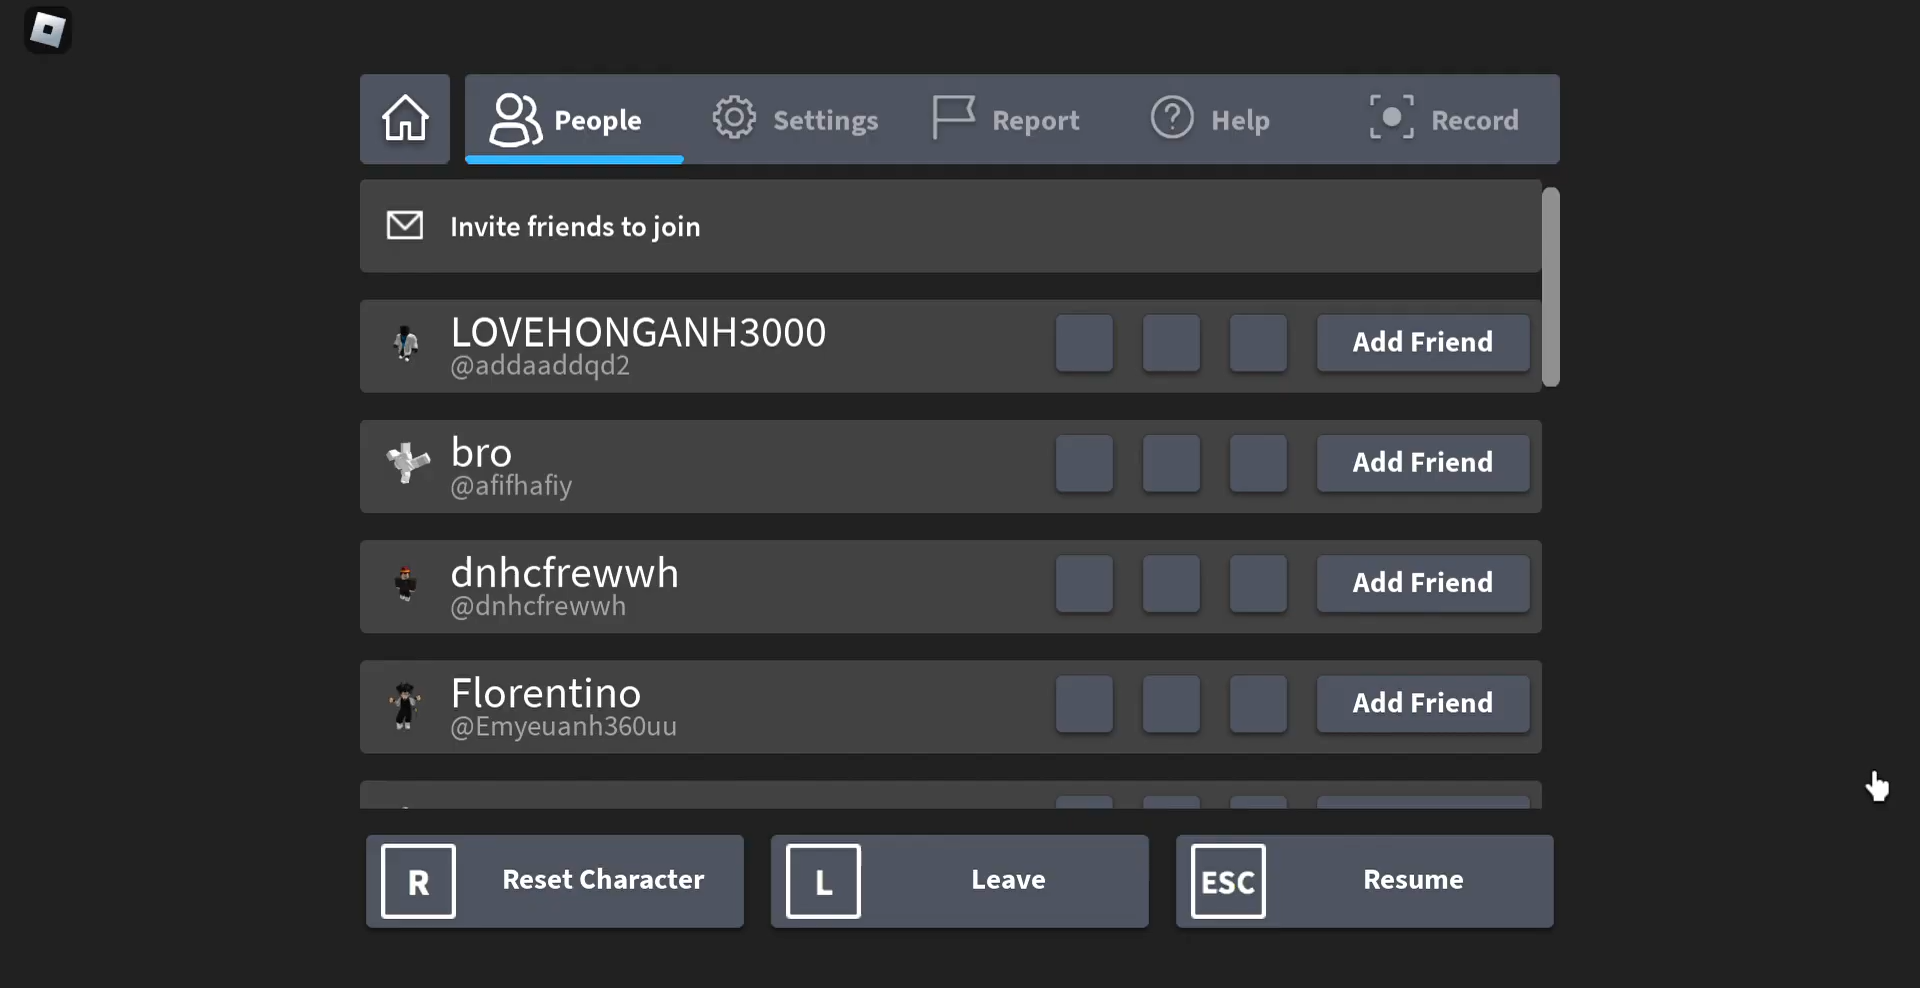 People
Settings
Report
Help
Record
Invite friends to join
LOVEHONGANH3000
@addaaddqd2
Add Friend
bro
@afifhafiy
Add Friend
dnhcfrewwh
@dnhcfrewwh
Add Friend
Florentino
@Emyeuanh360uu
Add Friend
R Reset Character
L Leave
ESC Resume